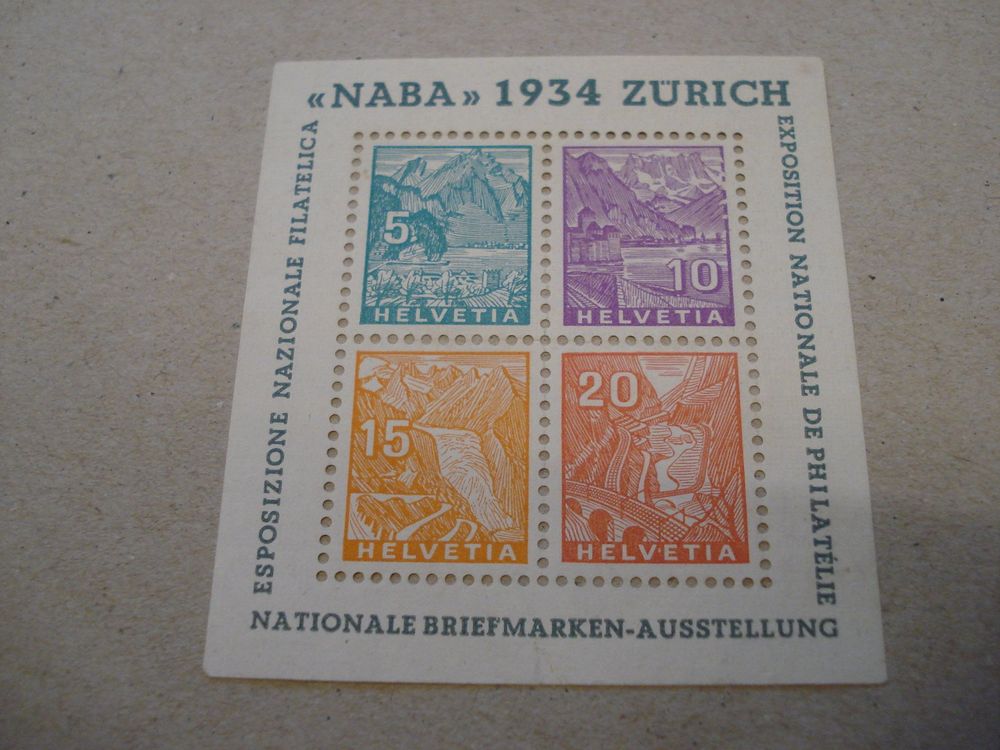 «NABA» 1934 ZÜRICH
ESPOSIZIONE NAZIONALE FILATELICA
EXPOSITION NATIONALE DE PHILATÉLIE
5
HELVETIA
10
HELVETIA
15
HELVETIA
20
HELVETIA
NATIONALE BRIEFMARKEN-AUSSTELLUNG